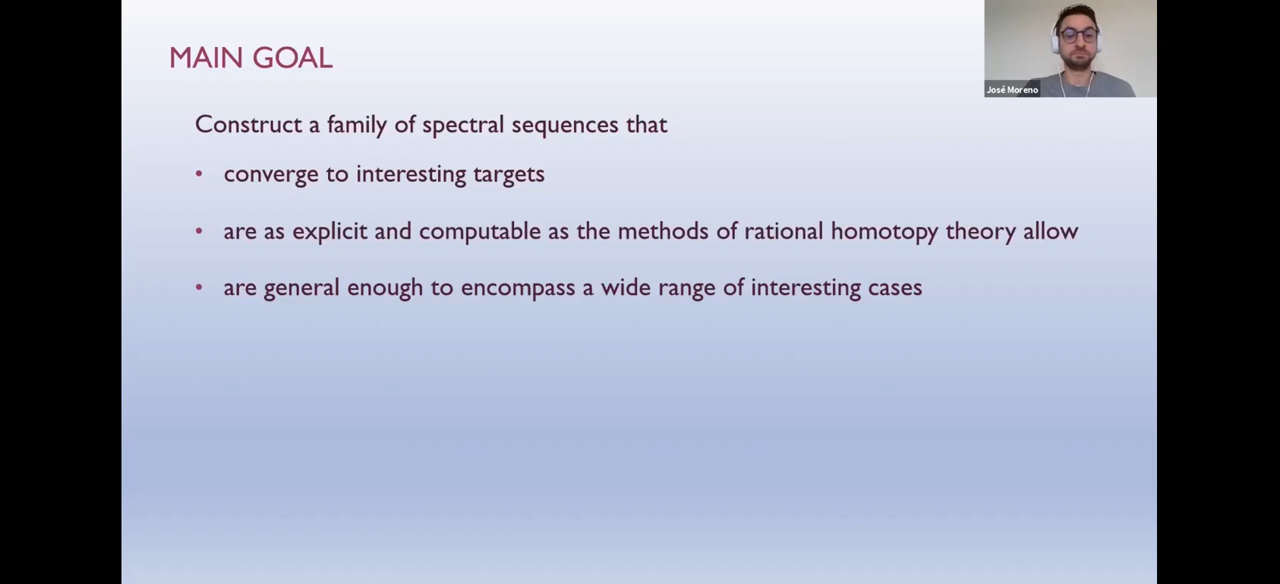 MAIN GOAL
José Moreno
Construct a family of spectral sequences that
• converge to interesting targets
• are as explicit and computable as the methods of rational homotopy theory allow
• are general enough to encompass a wide range of interesting cases